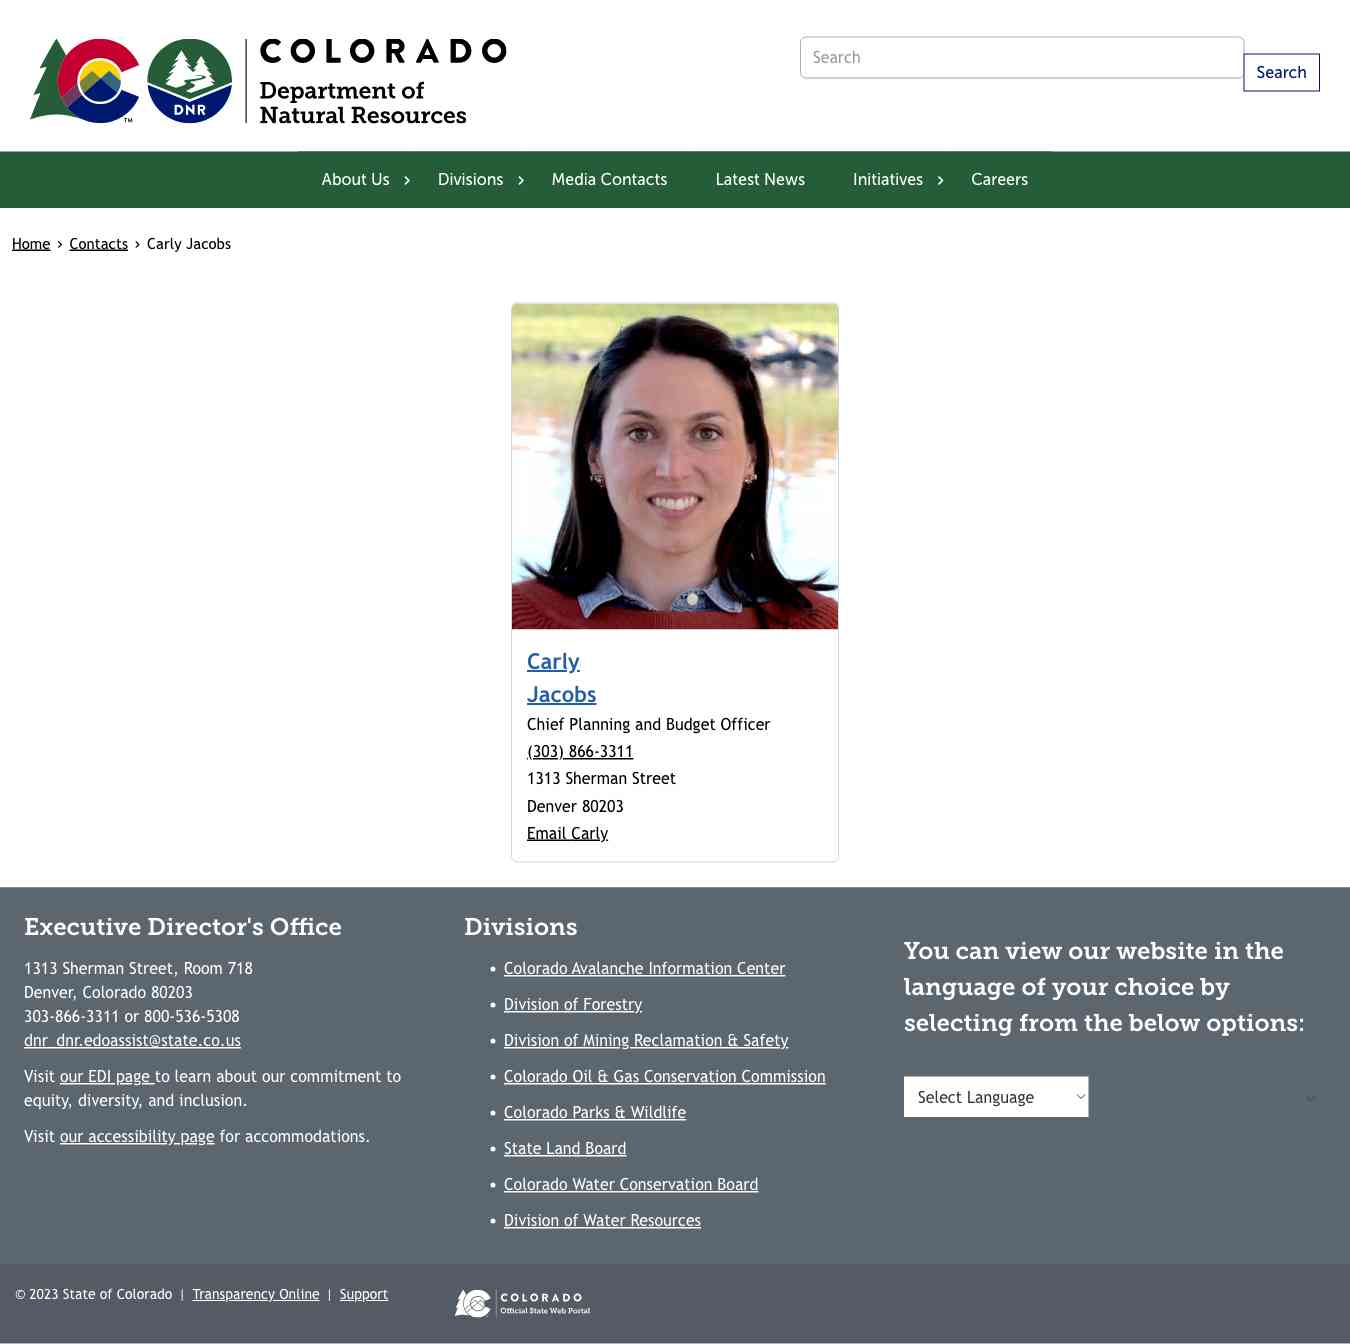 COLORADO
Department of
Natural Resources
DNR
TM
Search
Search
About Us
Divisions
Media Contacts
Latest News
Initiatives
Careers
Home › Contacts › Carly Jacobs
Carly
Jacobs
Chief Planning and Budget Officer
(303) 866-3311
1313 Sherman Street
Denver 80203
Email Carly
Executive Director's Office
1313 Sherman Street, Room 718
Denver, Colorado 80203
303-866-3311 or 800-536-5308
dnr_dnr.edoassist@state.co.us
Visit our EDI page to learn about our commitment to
equity, diversity, and inclusion.
Visit our accessibility page for accommodations.
Divisions
• Colorado Avalanche Information Center
• Division of Forestry
• Division of Mining Reclamation & Safety
• Colorado Oil & Gas Conservation Commission
• Colorado Parks & Wildlife
• State Land Board
• Colorado Water Conservation Board
• Division of Water Resources
You can view our website in the
language of your choice by
selecting from the below options:
Select Language
© 2023 State of Colorado | Transparency Online | Support
COLORADO
Official State Web Portal